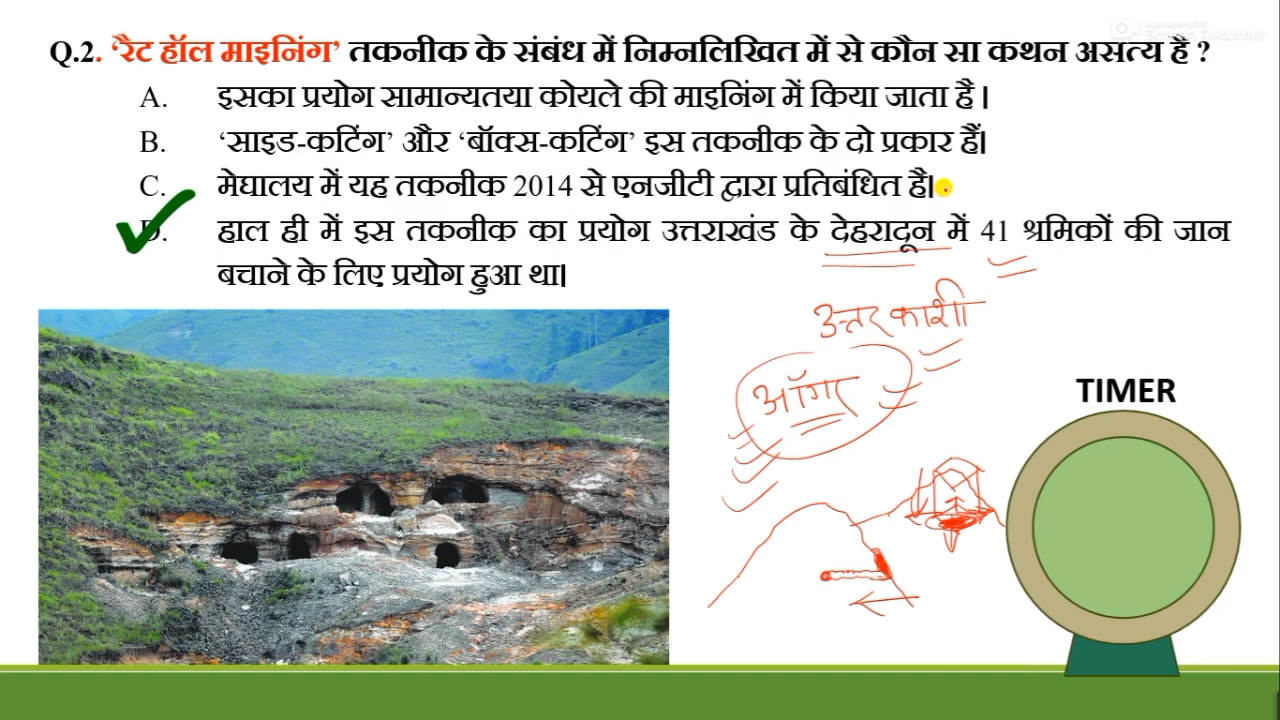 Q.2. ‘रैट हॉल माइनिंग’ तकनीक के संबंध में निम्नलिखित में से कौन सा कथन असत्य है ?
A. इसका प्रयोग सामान्यतया कोयले की माइनिंग में किया जाता है।
B. ‘साइड-कटिंग’ और ‘बॉक्स-कटिंग’ इस तकनीक के दो प्रकार हैं।
C. मेघालय में यह तकनीक 2014 से एनजीटी द्वारा प्रतिबंधित है।
D. हाल ही में इस तकनीक का प्रयोग उत्तराखंड के देहरादून में 41 श्रमिकों की जान
बचाने के लिए प्रयोग हुआ था।
उत्तरकाशी
ऑगर
TIMER